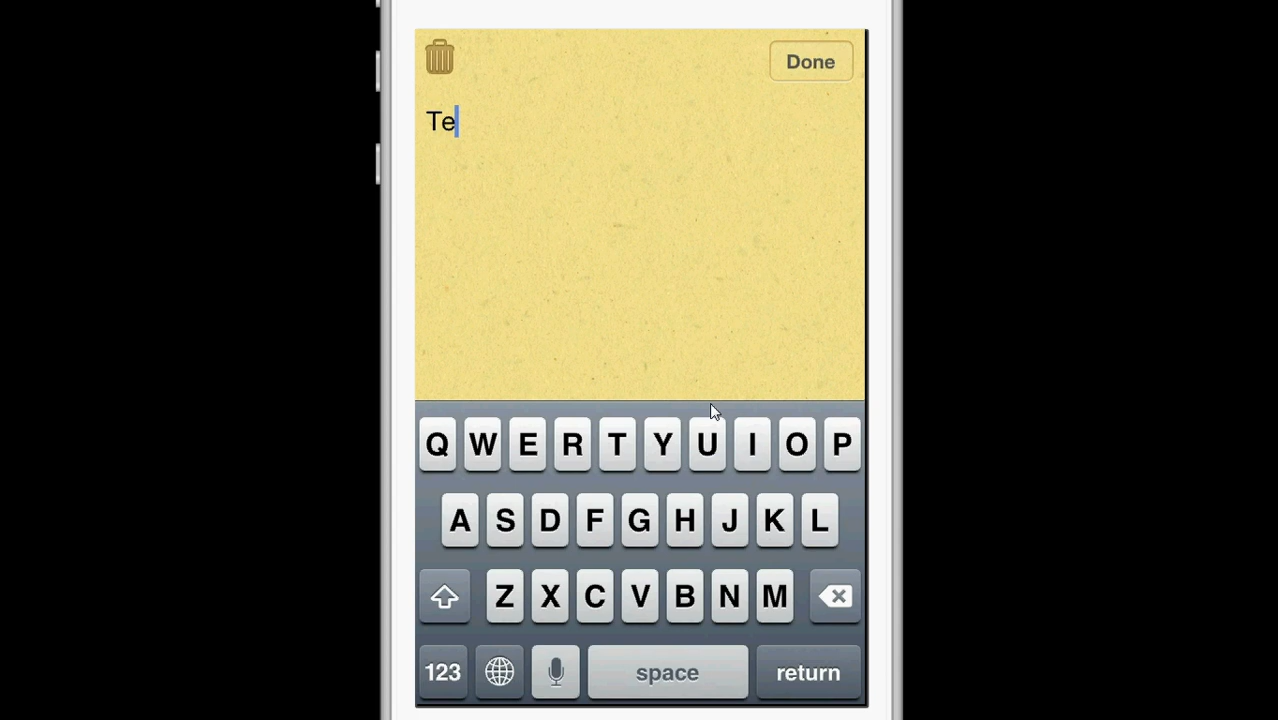 Done
Te
Q W E R T Y U I O P
A S D F G H J K L
Z X C V B N M
123 space return